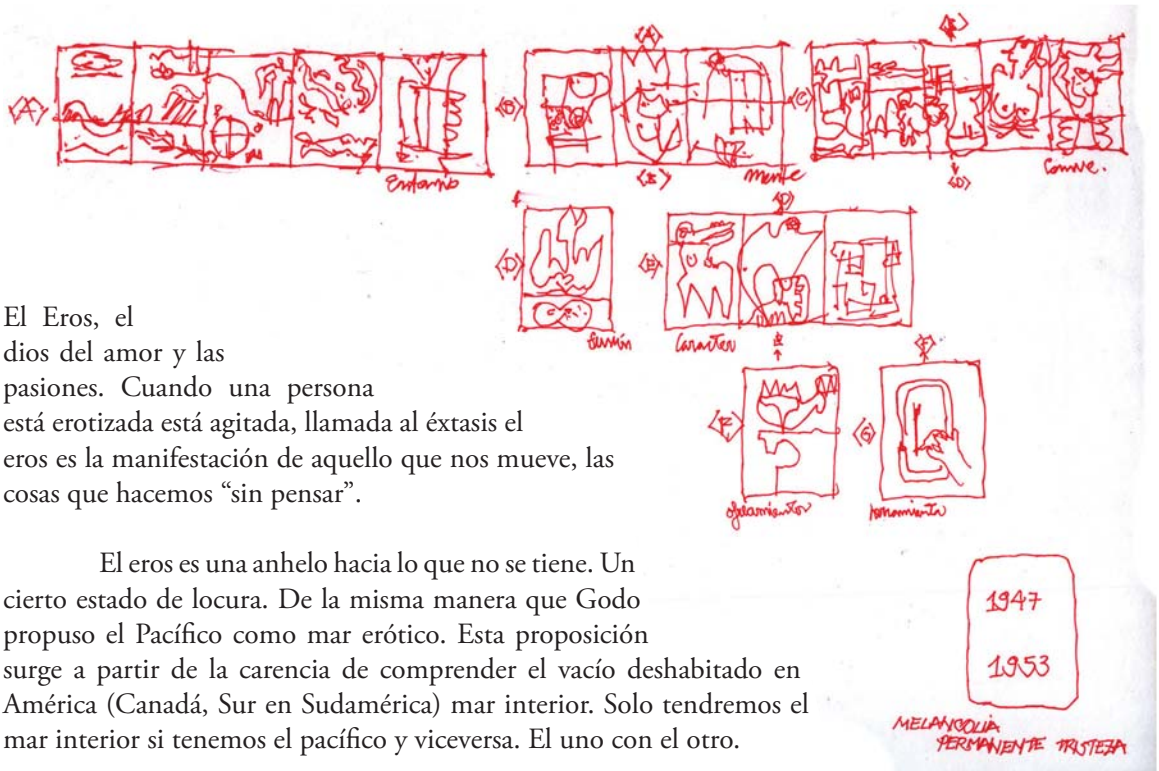 <A>
Entorno
<B>
<A>
<E>
mente
<C>
<D>
Conve.
<D>
función
<E>
<D>
Caracter
<F>
<G>
<F>
1947
1953
MELANCOLIA
PERMANENTE TRISTEZA
El Eros, el
dios del amor y las
pasiones. Cuando una persona
está erotizada está agitada, llamada al éxtasis el
eros es la manifestación de aquello que nos mueve, las
cosas que hacemos “sin pensar”.
El eros es una anhelo hacia lo que no se tiene. Un
cierto estado de locura. De la misma manera que Godo
propuso el Pacífico como mar erótico. Esta proposición
surge a partir de la carencia de comprender el vacío deshabitado en
América (Canadá, Sur en Sudamérica) mar interior. Solo tendremos el
mar interior si tenemos el pacífico y viceversa. El uno con el otro.